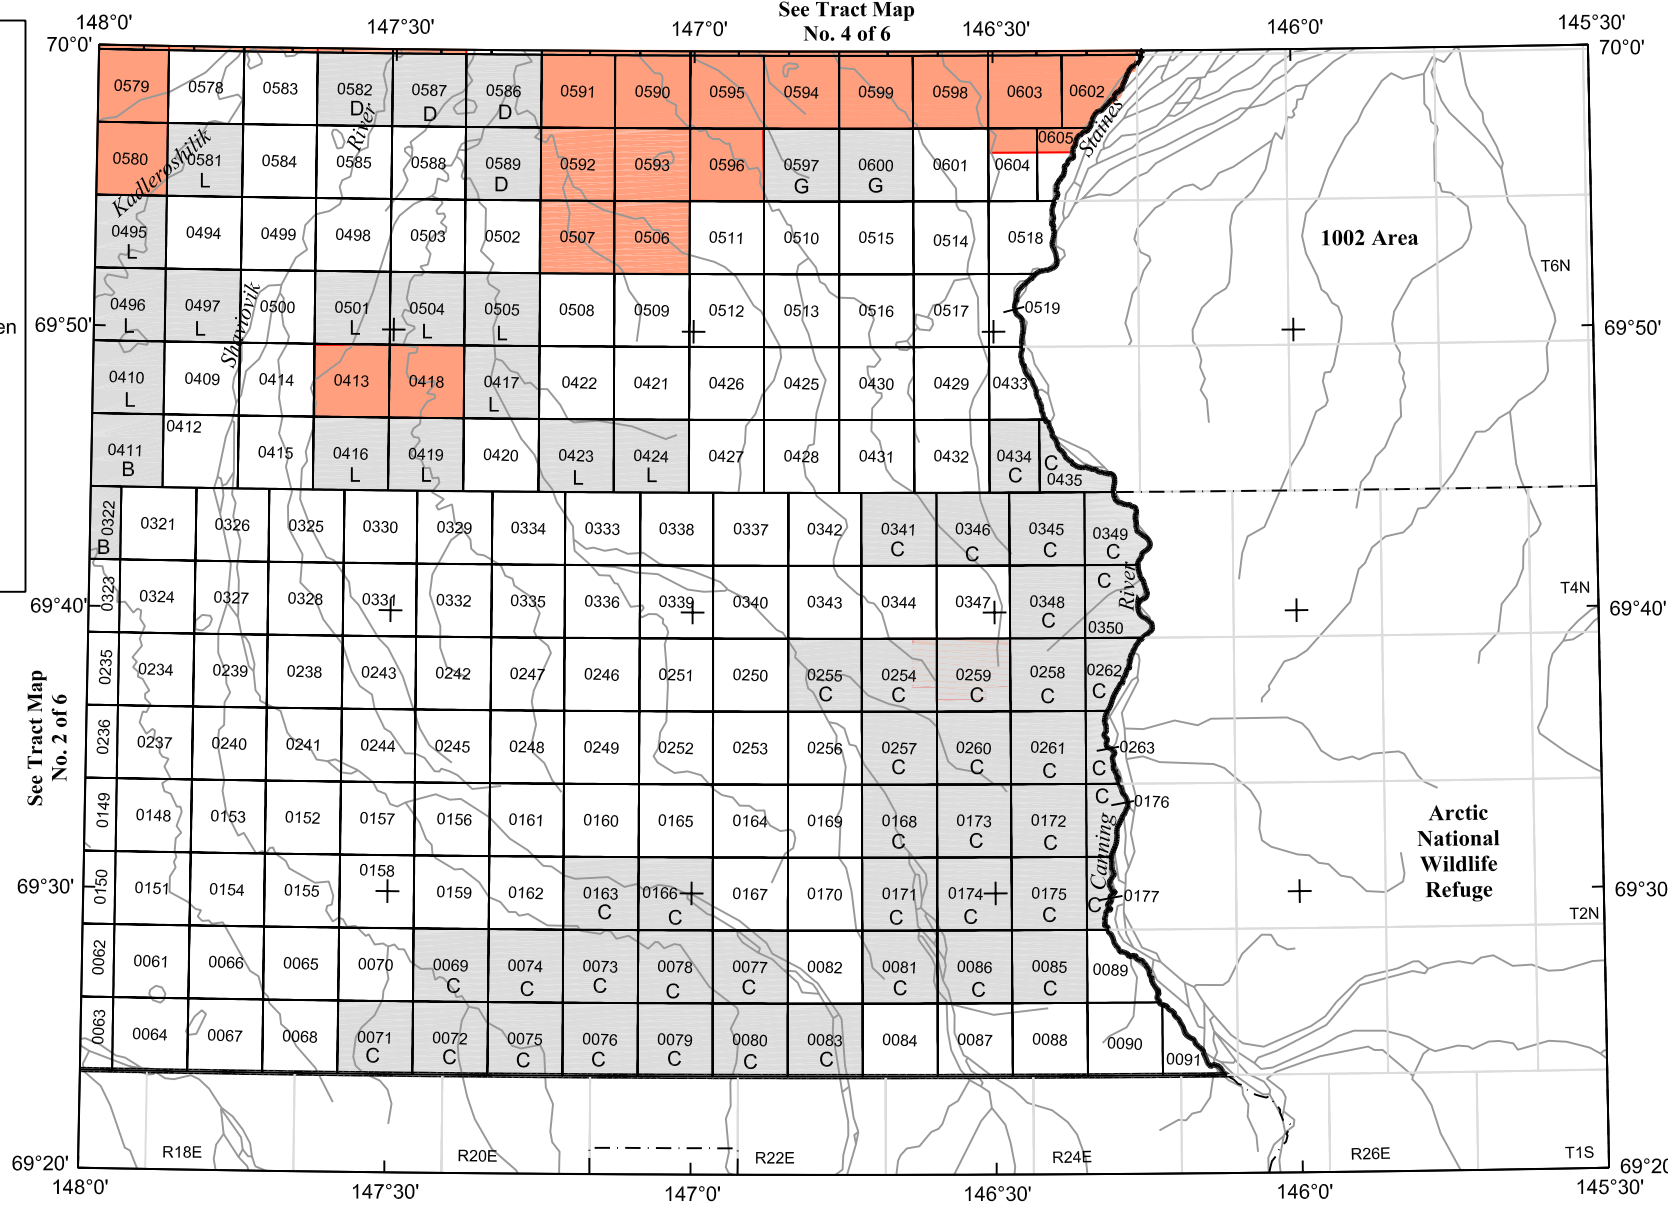 See Tract Map
No. 4 of 6
148°0' 147°30' 147°0' 146°30' 146°0' 145°30'
70°0' 70°0'
0579 0578 0583 0582 0587 0586 0591 0590 0595 0594 0599 0598 0603 0602
D D D
River
Staines
0605
0580 0581 0584 0585 0588 0589 0592 0593 0596 0597 0600 0601 0604
L D G G
Kadleroshilik
0495 0494 0499 0498 0503 0502 0507 0506 0511 0510 0515 0514 0518
L
1002 Area
T6N
en
69°50' 69°50'
0496 0497 0500 0501 0504 0505 0508 0509 0512 0513 0516 0517 0519
L L L L L
Shaviovik
0410 0409 0414 0413 0418 0417 0422 0421 0426 0425 0430 0429 0433
L L
0412
0411 0415 0416 0419 0420 0423 0424 0427 0428 0431 0432 0434 0435
B L L L L C C
0322 0321 0326 0325 0330 0329 0334 0333 0338 0337 0342 0341 0346 0345 0349
B C C C C
69°40' 69°40'
0323 0324 0327 0328 0331 0332 0335 0336 0339 0340 0343 0344 0347 0348 0350
C C
River
T4N
See Tract Map
No. 2 of 6
0235 0234 0239 0238 0243 0242 0247 0246 0251 0250 0255 0254 0259 0258 0262
C C C C C
0236 0237 0240 0241 0244 0245 0248 0249 0252 0253 0256 0257 0260 0261 0263
C C C C
0149 0148 0153 0152 0157 0156 0161 0160 0165 0164 0169 0168 0173 0172 0176
C C C C
Canning
Arctic
National
Wildlife
Refuge
69°30' 69°30
0158
0150 0151 0154 0155 0159 0162 0163 0166 0167 0170 0171 0174 0175 0177
C C C C C C
T2N
0062 0061 0066 0065 0070 0069 0074 0073 0078 0077 0082 0081 0086 0085 0089
C C C C C C C C
0063 0064 0067 0068 0071 0072 0075 0076 0079 0080 0083 0084 0087 0088 0090 0091
C C C C C C C
R18E R20E R22E R24E R26E T1S
69°20' 69°20
148°0' 147°30' 147°0' 146°30' 146°0' 145°30'